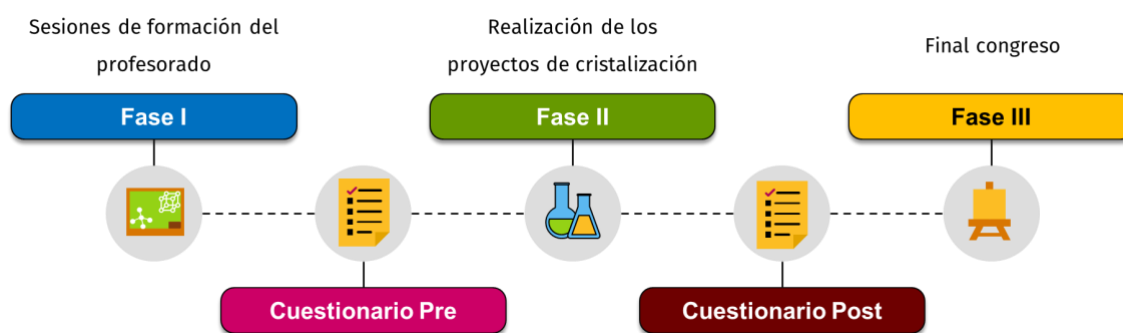 Sesiones de formación del
profesorado
Fase I
Cuestionario Pre
Realización de los
proyectos de cristalización
Fase II
Cuestionario Post
Final congreso
Fase III